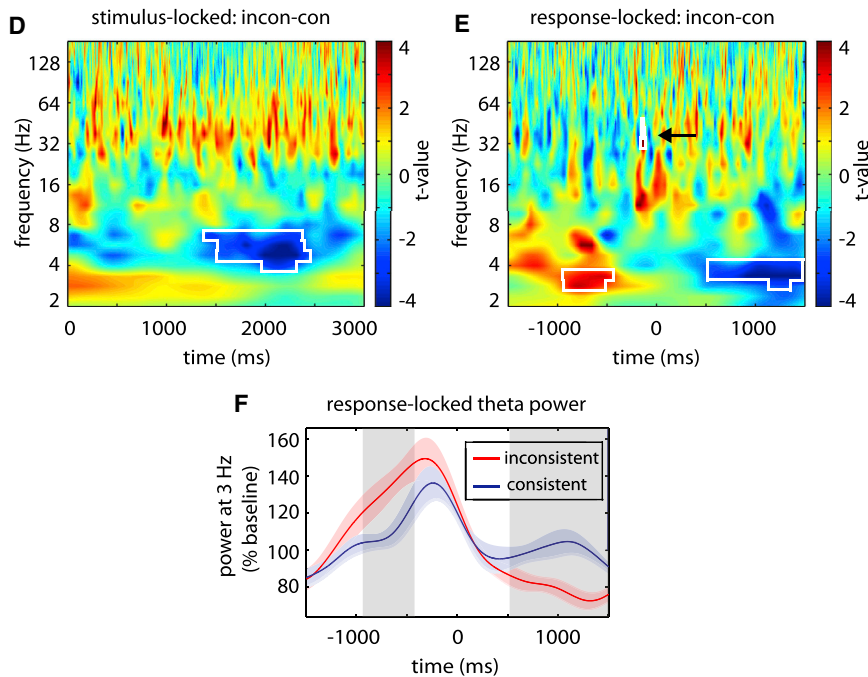 D
stimulus-locked: incon-con
frequency (Hz)
128
64
32
16
8
4
2
0
1000
2000
3000
time (ms)
4
2
0
-2
-4
t-value
E
response-locked: incon-con
frequency (Hz)
128
64
32
16
8
4
2
-1000
0
1000
time (ms)
4
2
0
-2
-4
t-value
F
response-locked theta power
power at 3 Hz
(% baseline)
160
140
120
100
80
inconsistent
consistent
-1000
0
1000
time (ms)